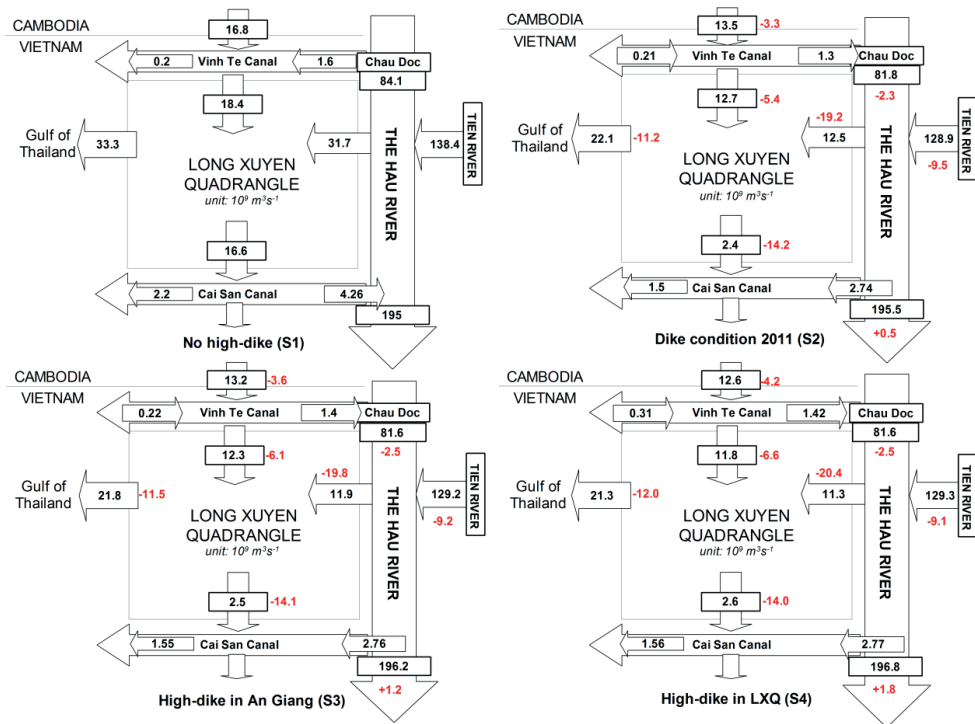 CAMBODIA
VIETNAM
16.8
0.2
Vinh Te Canal
1.6
Chau Doc
84.1
18.4
Gulf of
Thailand
33.3
31.7
138.4
TIEN RIVER
LONG XUYEN
QUADRANGLE
unit: 10⁹ m³s⁻¹
THE HAU RIVER
16.6
2.2
Cai San Canal
4.26
195
No high-dike (S1)
CAMBODIA
VIETNAM
13.5
-3.3
0.21
Vinh Te Canal
1.3
Chau Doc
81.8
-2.3
12.7
-5.4
Gulf of
Thailand
22.1
-11.2
-19.2
12.5
128.9
-9.5
TIEN RIVER
LONG XUYEN
QUADRANGLE
unit: 10⁹ m³s⁻¹
THE HAU RIVER
2.4
-14.2
1.5
Cai San Canal
2.74
195.5
+0.5
Dike condition 2011 (S2)
CAMBODIA
VIETNAM
13.2
-3.6
0.22
Vinh Te Canal
1.4
Chau Doc
81.6
-2.5
12.3
-6.1
Gulf of
Thailand
21.8
-11.5
-19.8
11.9
129.2
-9.2
TIEN RIVER
LONG XUYEN
QUADRANGLE
unit: 10⁹ m³s⁻¹
THE HAU RIVER
2.5
-14.1
1.55
Cai San Canal
2.76
196.2
+1.2
High-dike in An Giang (S3)
CAMBODIA
VIETNAM
12.6
-4.2
0.31
Vinh Te Canal
1.42
Chau Doc
81.6
-2.5
11.8
-6.6
Gulf of
Thailand
21.3
-12.0
-20.4
11.3
129.3
-9.1
TIEN RIVER
LONG XUYEN
QUADRANGLE
unit: 10⁹ m³s⁻¹
THE HAU RIVER
2.6
-14.0
1.56
Cai San Canal
2.77
196.8
+1.8
High-dike in LXQ (S4)